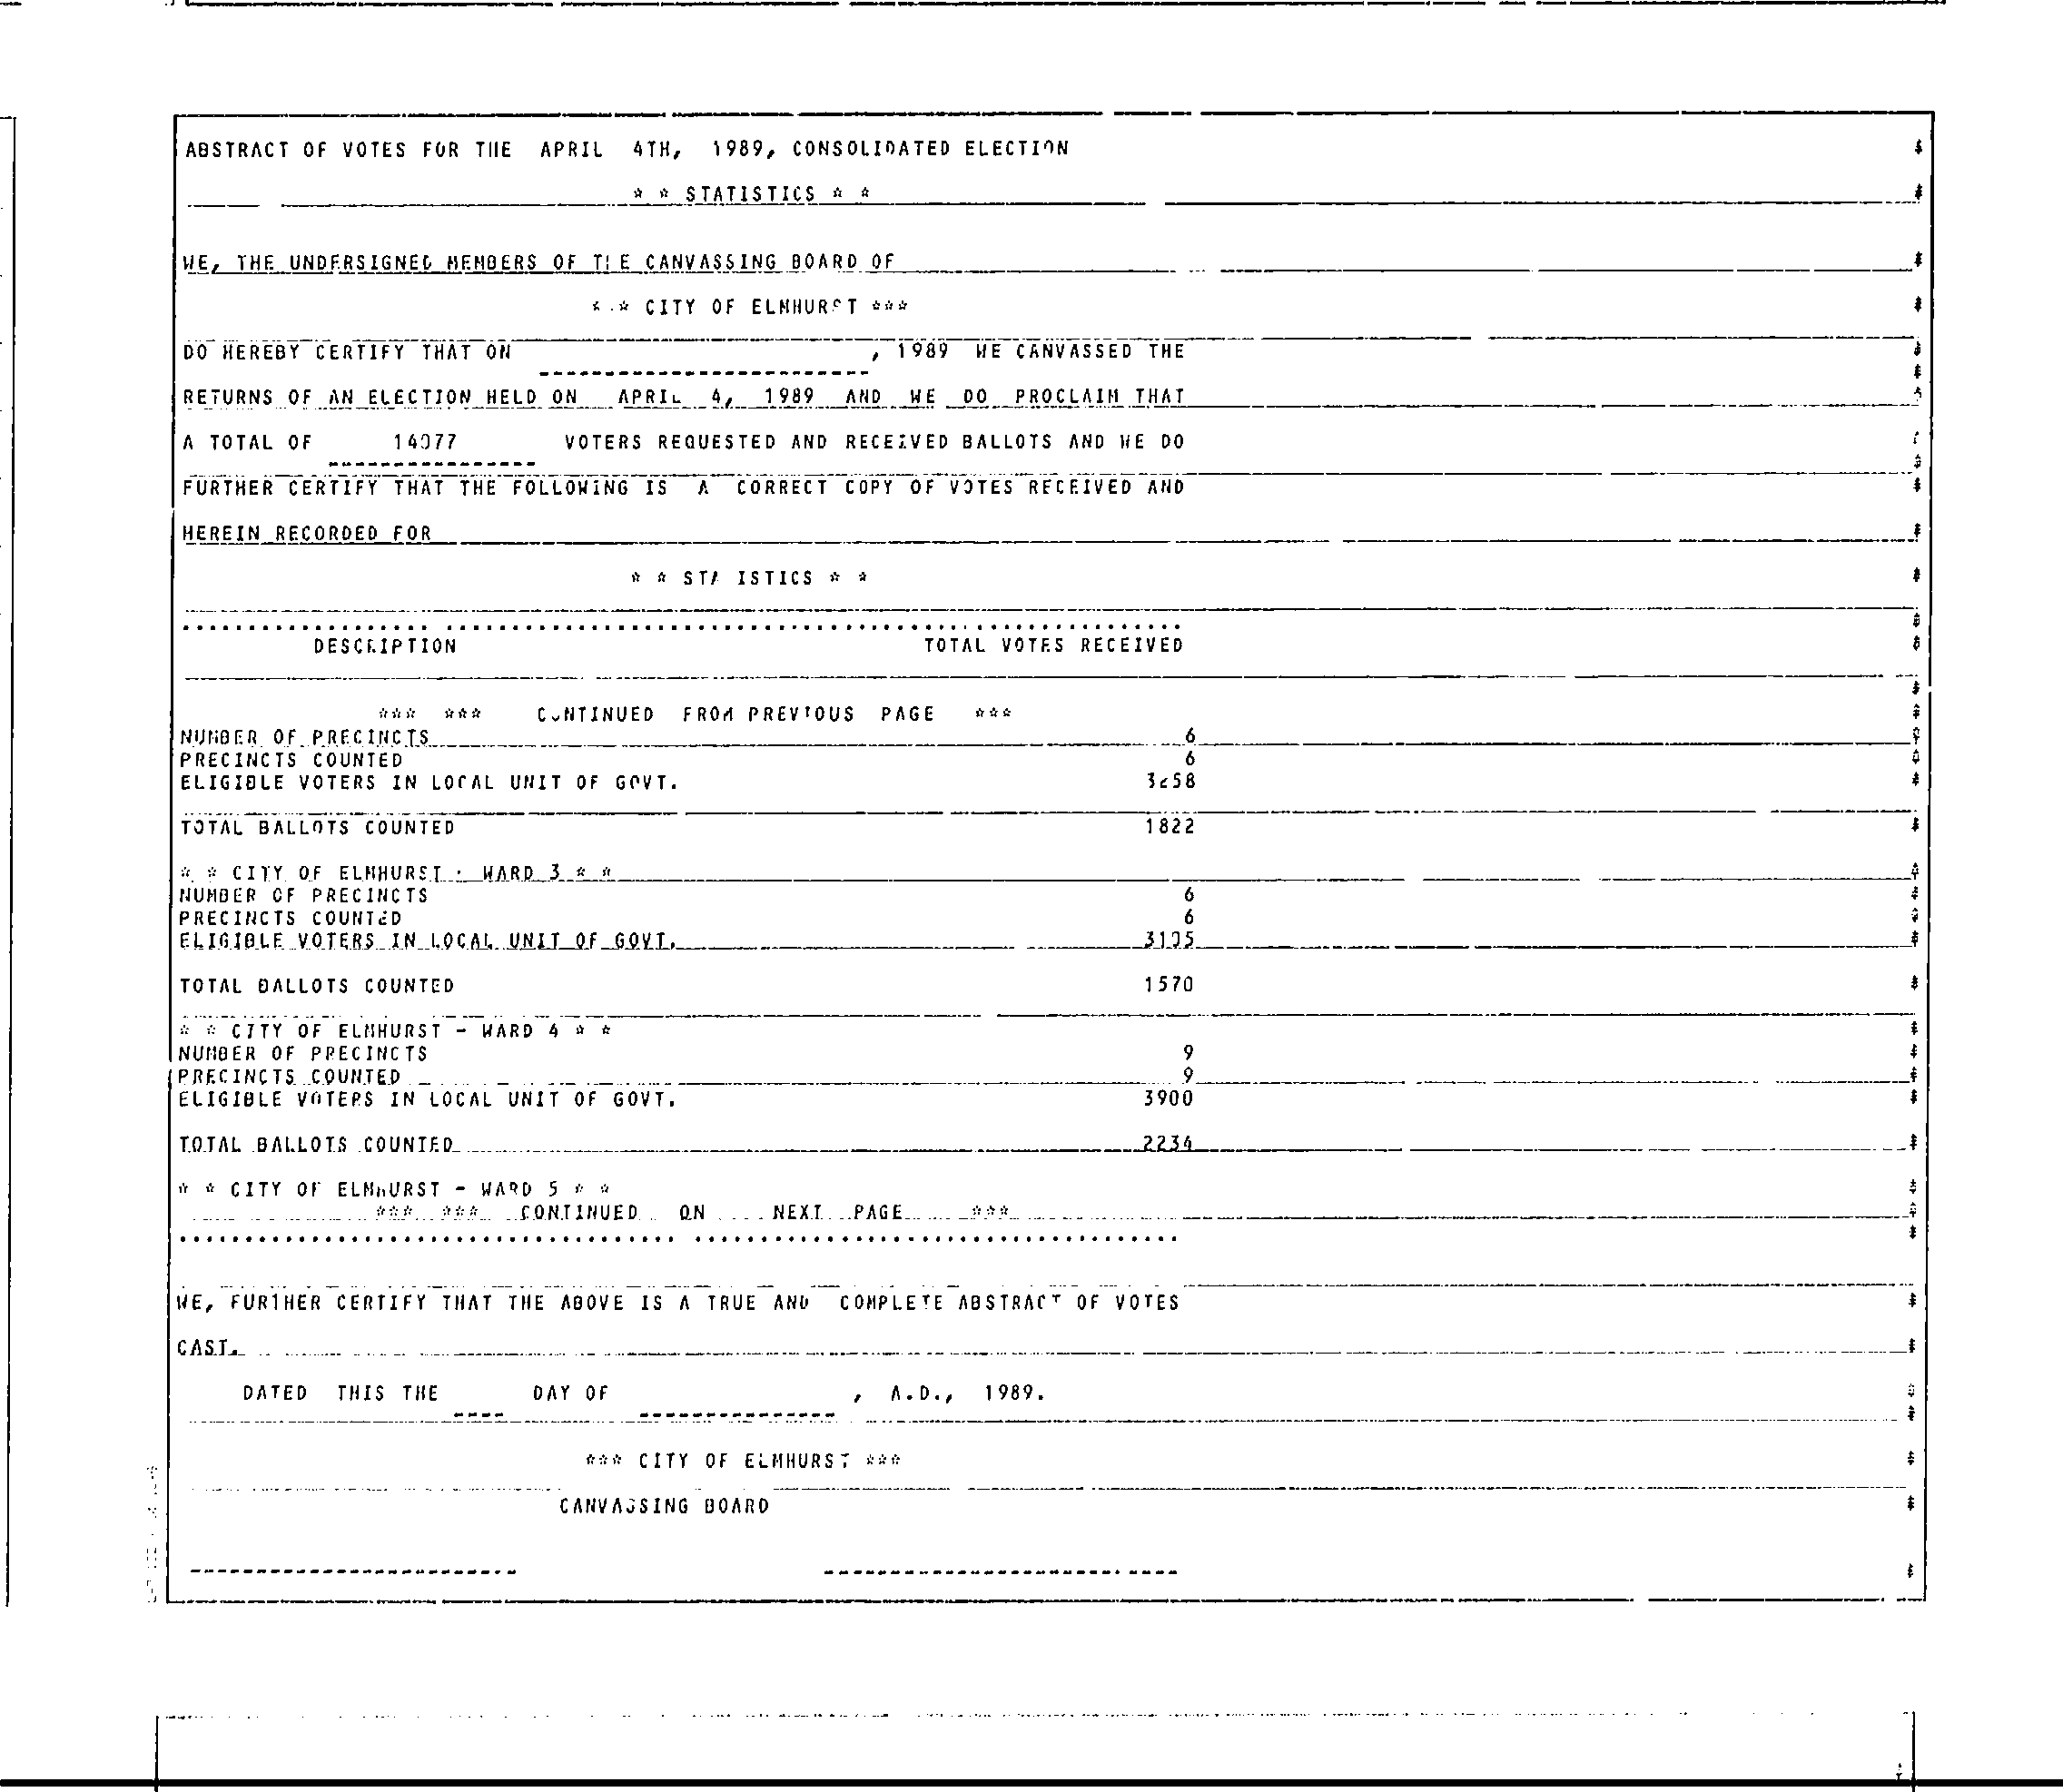 ABSTRACT OF VOTES FOR THE APRIL 4TH, 1989, CONSOLIDATED ELECTION
* * STATISTICS * *
WE, THE UNDERSIGNED MEMBERS OF THE CANVASSING BOARD OF
*** CITY OF ELMHURST ***
DO HEREBY CERTIFY THAT ON , 1989 WE CANVASSED THE
RETURNS OF AN ELECTION HELD ON APRIL 4, 1989 AND WE DO PROCLAIM THAT
A TOTAL OF VOTERS REQUESTED AND RECEIVED BALLOTS AND WE DO
FURTHER CERTIFY THAT THE FOLLOWING IS A CORRECT COPY OF VOTES RECEIVED AND
HEREIN RECORDED FOR
* * STATISTICS * *
DESCRIPTION TOTAL VOTES RECEIVED
*** *** CONTINUED FROM PREVIOUS PAGE ***
NUMBER OF PRECINCTS 6
PRECINCTS COUNTED 6
ELIGIBLE VOTERS IN LOCAL UNIT OF GOVT.
TOTAL BALLOTS COUNTED 1822
* * CITY OF ELMHURST - WARD 3 * *
NUMBER OF PRECINCTS 6
PRECINCTS COUNTED 6
ELIGIBLE VOTERS IN LOCAL UNIT OF GOVT.
TOTAL BALLOTS COUNTED 1570
* * CITY OF ELMHURST - WARD 4 * *
NUMBER OF PRECINCTS 9
PRECINCTS COUNTED 9
ELIGIBLE VOTERS IN LOCAL UNIT OF GOVT. 3900
TOTAL BALLOTS COUNTED 2234
* * CITY OF ELMHURST - WARD 5 * *
*** *** CONTINUED ON NEXT PAGE ***
WE, FURTHER CERTIFY THAT THE ABOVE IS A TRUE AND COMPLETE ABSTRACT OF VOTES
CAST.
DATED THIS THE DAY OF , A.D., 1989.
*** CITY OF ELMHURST ***
CANVASSING BOARD